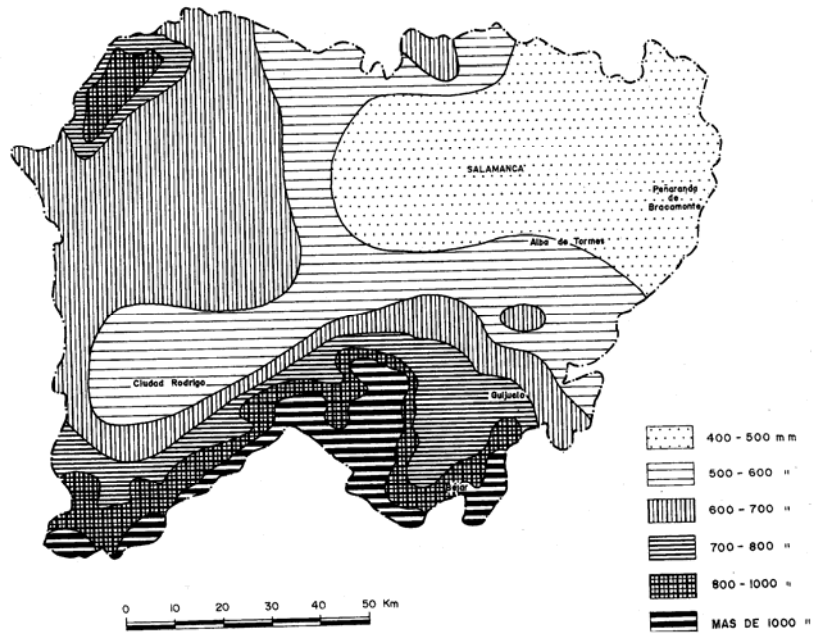 SALAMANCA
Peñaranda
de
Bracamonte
Alba de Tormes
Ciudad Rodrigo
Guijuelo
Béjar
400 - 500 mm
500 - 600 "
600 - 700 "
700 - 800 "
800 - 1000 "
MAS DE 1000 "
0 10 20 30 40 50 Km